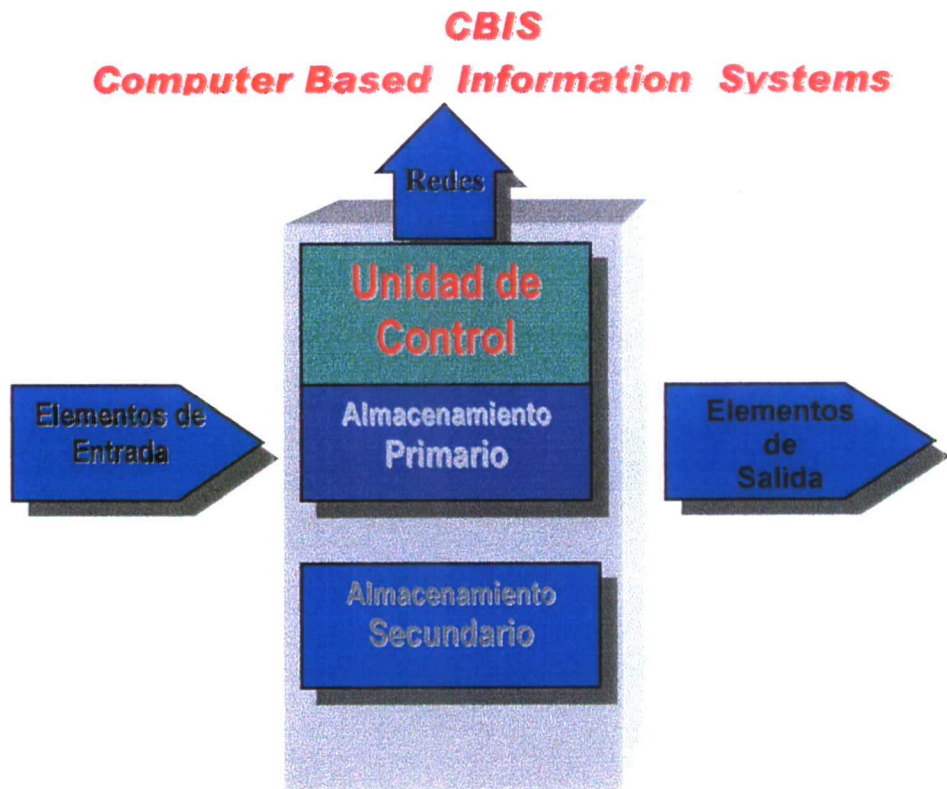 CBIS
Computer Based Information Systems
Redes
Unidad de
Control
Elementos de
Entrada
Almacenamiento
Primario
Elementos
de
Salida
Almacenamiento
Secundario